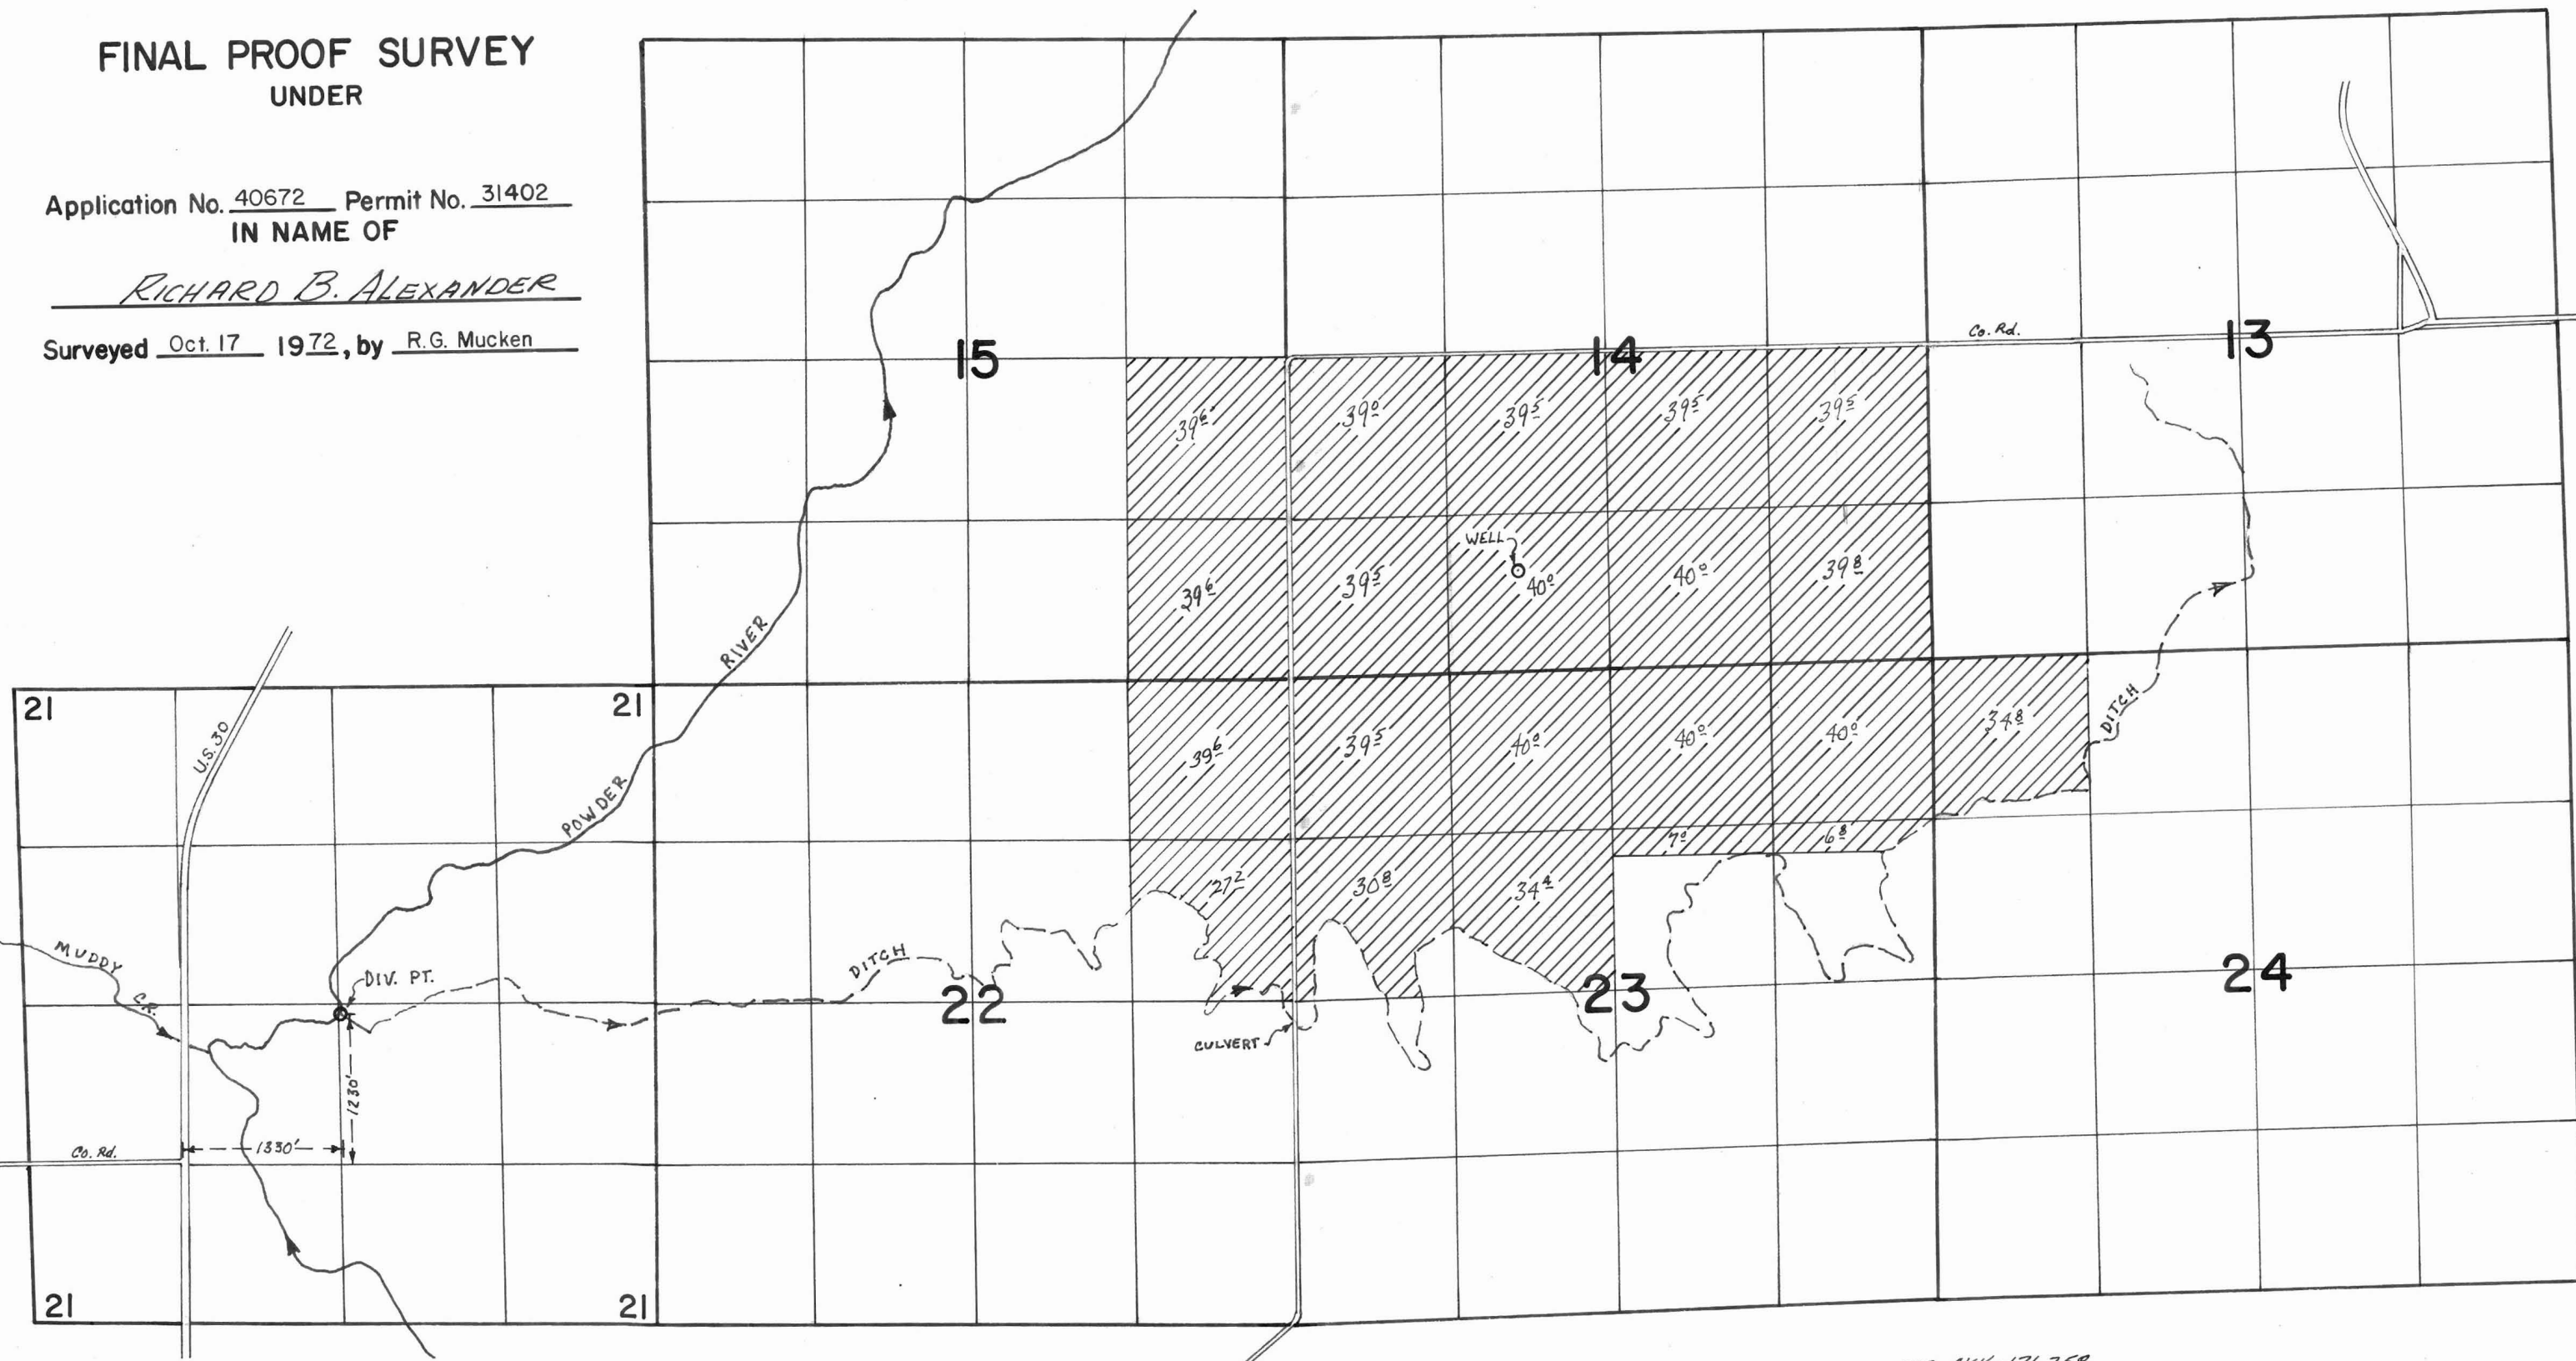 FINAL PROOF SURVEY
UNDER
Application No. 40672 Permit No. 31402
IN NAME OF
RICHARD B. ALEXANDER
Surveyed Oct. 17 1972, by R.G. Mucken
Co. Rd.
15
14
13
39 6
39 0
39 5
39 5
39 5
WELL
39 6
39 5
40 0
40 0
39 8
RIVER
21
21
U.S. 30
DITCH
39 6
39 5
40 0
40 0
40 0
34 8
POWDER
7 0
6 8
27 2
30 8
34 4
MUDDY
CR.
DIV. PT.
DITCH
22
23
24
CULVERT
1230'
1330'
Co. Rd.
21
21